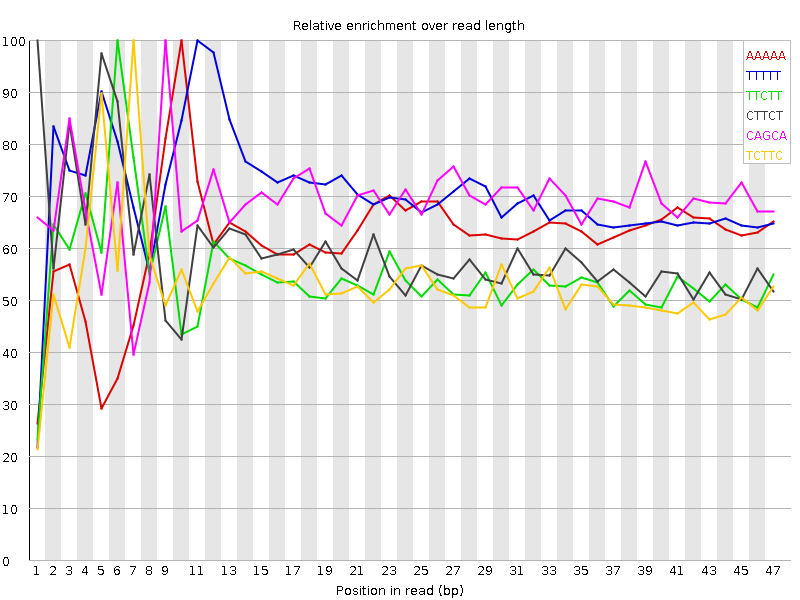 Relative enrichment over read length
100
90
80
70
60
50
40
30
20
10
0
AAAAA
TTTTT
TTCTT
CTTCT
CAGCA
TCTTC
1 2 3 4 5 6 7 8 9 11 13 15 17 19 21 23 25 27 29 31 33 35 37 39 41 43 45 47
Position in read (bp)